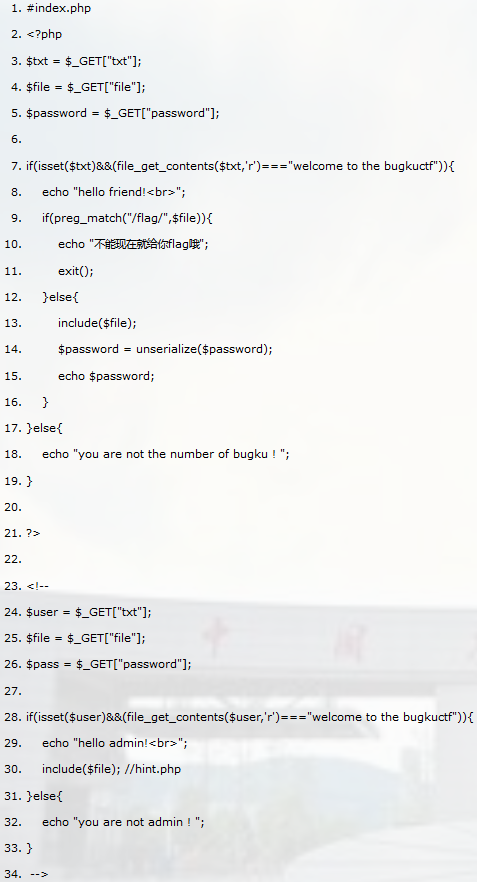 1. #index.php
2. <?php
3. $txt = $_GET["txt"];
4. $file = $_GET["file"];
5. $password = $_GET["password"];
6.
7. if(isset($txt)&&(file_get_contents($txt,'r')==="welcome to the bugkuctf")){
8. echo "hello friend!<br>";
9. if(preg_match("/flag/",$file)){
10. echo "不能现在就给你flag哦";
11. exit();
12. }else{
13. include($file);
14. $password = unserialize($password);
15. echo $password;
16. }
17. }else{
18. echo "you are not the number of bugku ! ";
19. }
20.
21. ?>
22.
23. <!--
24. $user = $_GET["txt"];
25. $file = $_GET["file"];
26. $pass = $_GET["password"];
27.
28. if(isset($user)&&(file_get_contents($user,'r')==="welcome to the bugkuctf")){
29. echo "hello admin!<br>";
30. include($file); //hint.php
31. }else{
32. echo "you are not admin ! ";
33. }
34. -->
中 国